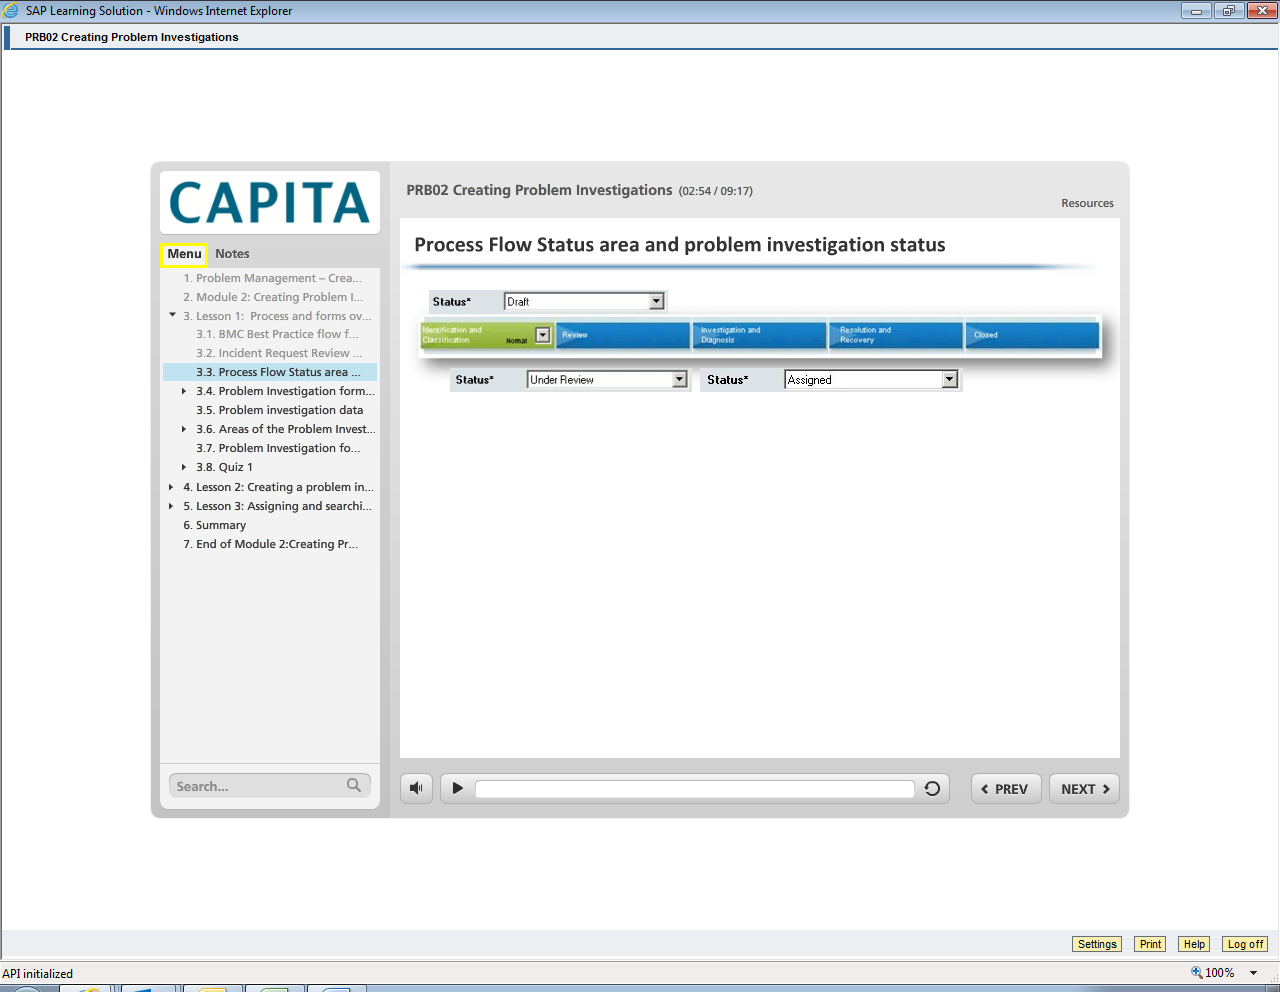 SAP Learning Solution - Windows Internet Explorer
PRB02 Creating Problem Investigations
CAPITA
PRB02 Creating Problem Investigations (02:54 / 09:17)
Resources
Menu Notes
1. Problem Management – Crea...
2. Module 2: Creating Problem I...
3. Lesson 1: Process and forms ov...
3.1. BMC Best Practice flow f...
3.2. Incident Request Review ...
3.3. Process Flow Status area ...
3.4. Problem Investigation form...
3.5. Problem investigation data
3.6. Areas of the Problem Invest...
3.7. Problem Investigation fo...
3.8. Quiz 1
4. Lesson 2: Creating a problem in...
5. Lesson 3: Assigning and searchi...
6. Summary
7. End of Module 2:Creating Pr...
Search...
Process Flow Status area and problem investigation status
Status* Draft
Identification and
Classification Normal
Review
Investigation and
Diagnosis
Resolution and
Recovery
Closed
Status* Under Review Status* Assigned
PREV NEXT
Settings Print Help Log off
API initialized 100%